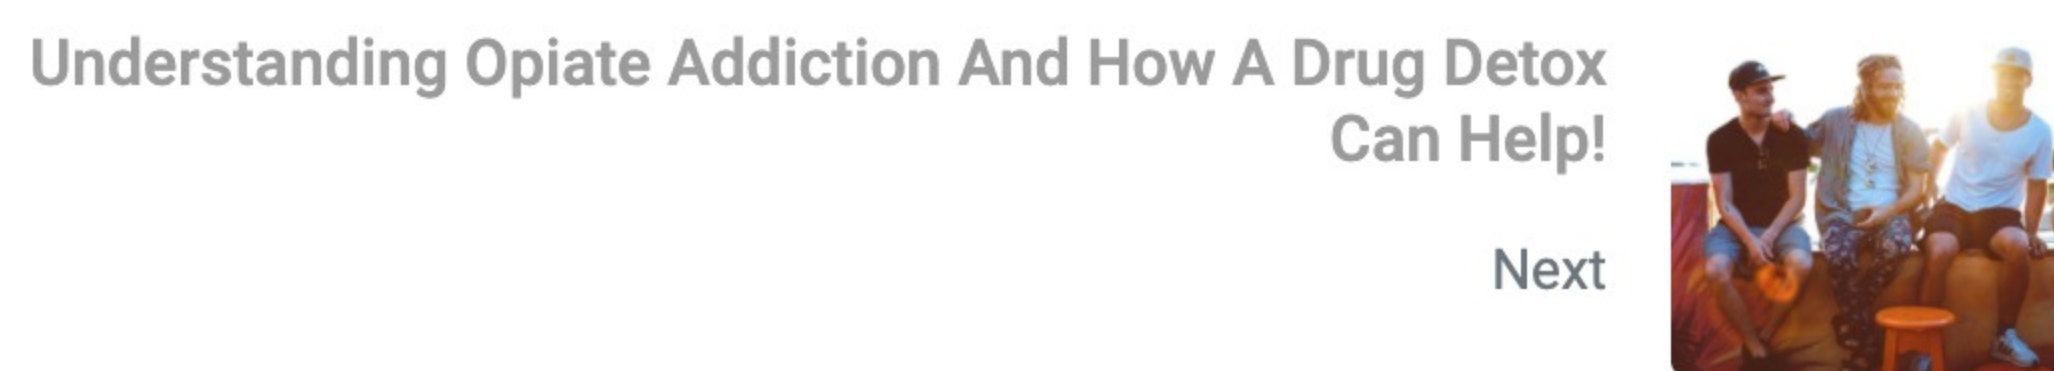 Understanding Opiate Addiction And How A Drug Detox
Can Help!
Next